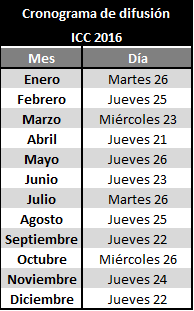 Cronograma de difusión
ICC 2016
Mes Día
Enero Martes 26
Febrero Jueves 25
Marzo Miércoles 23
Abril Jueves 21
Mayo Jueves 26
Junio Jueves 23
Julio Martes 26
Agosto Jueves 25
Septiembre Jueves 22
Octubre Miércoles 26
Noviembre Jueves 24
Diciembre Jueves 22